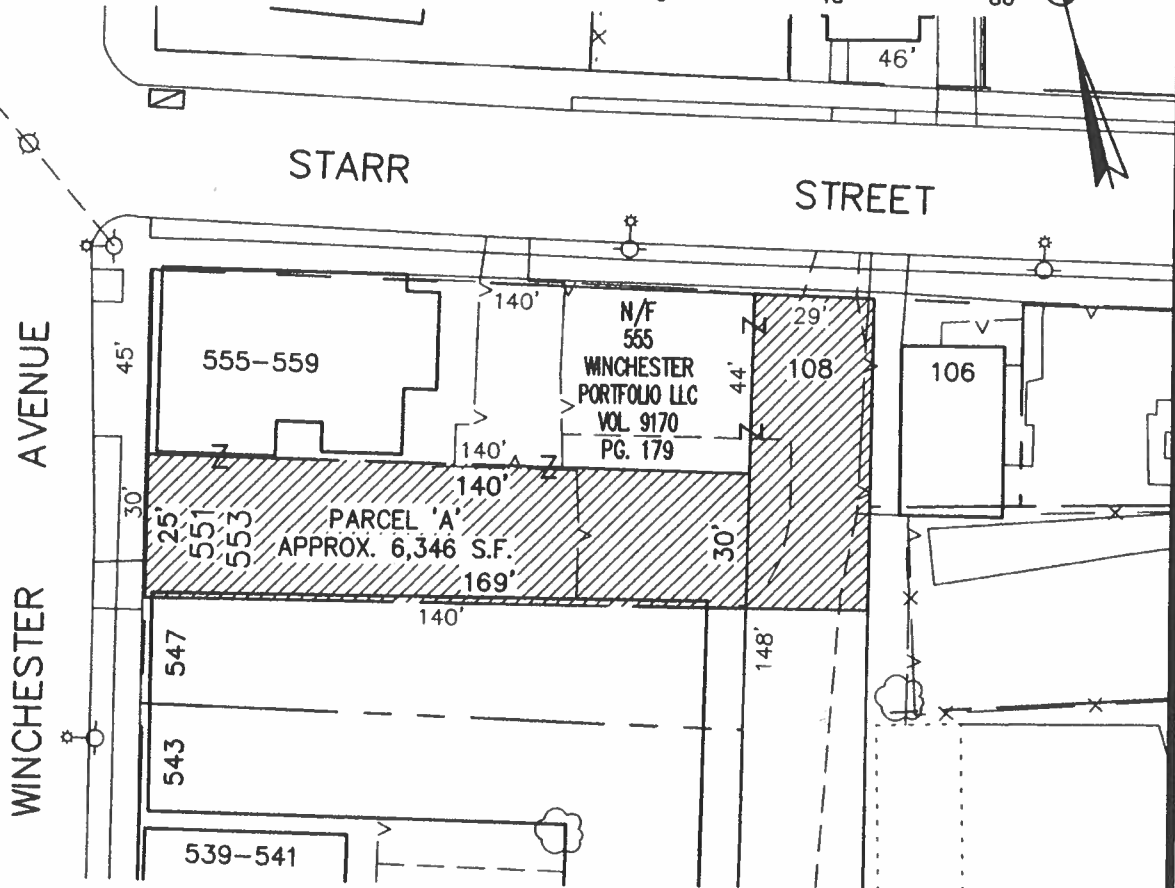 46'
STARR
STREET
WINCHESTER AVENUE
45'
30'
555-559
140'
N/F
555
WINCHESTER
PORTFOLIO LLC
VOL. 9170
PG. 179
44'
29'
108
106
140'
140'
25'
551
553
PARCEL 'A'
APPROX. 6,346 S.F.
169'
30'
140'
148'
547
543
539-541